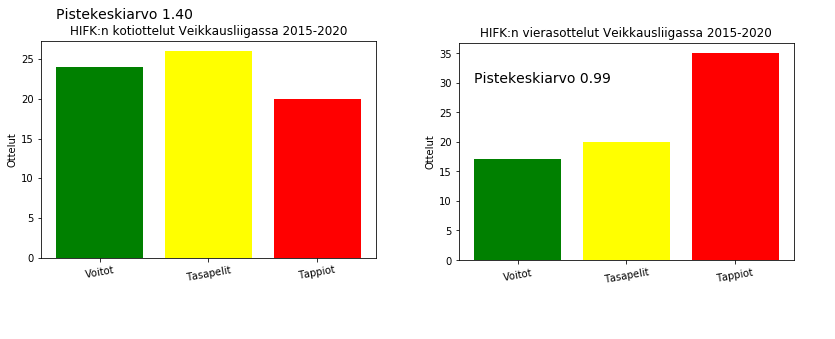 Pistekeskiarvo 1.40
HIFK:n kotiottelut Veikkausliigassa 2015-2020
25
20
15
10
5
0
Ottelut
Voitot
Tasapelit
Tappiot
HIFK:n vierasottelut Veikkausliigassa 2015-2020
Pistekeskiarvo 0.99
35
30
25
20
15
10
5
0
Ottelut
Voitot
Tasapelit
Tappiot